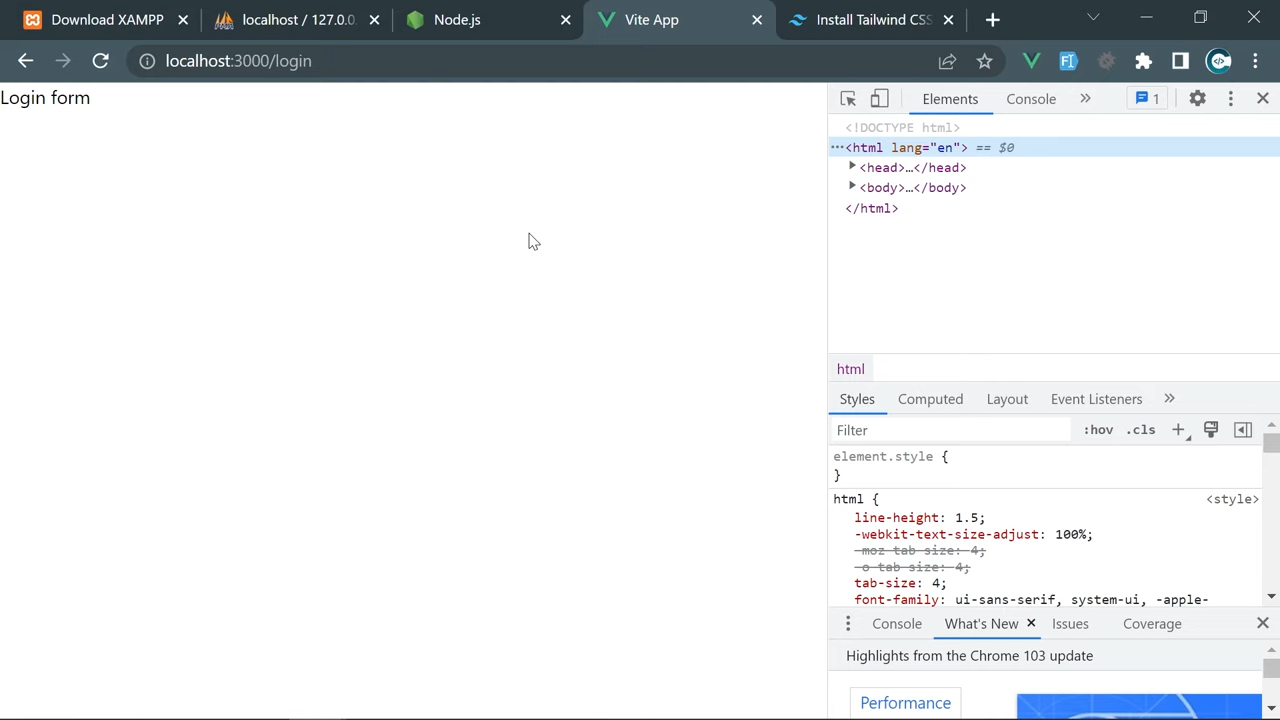 Download XAMPP
localhost / 127.0.0.
Node.js
Vite App
Install Tailwind CSS
localhost:3000/login
Login form
Elements
Console
1
<!DOCTYPE html>
<html lang="en"> == $0
<head>…</head>
<body>…</body>
</html>
html
Styles
Computed
Layout
Event Listeners
Filter
:hov .cls
element.style {
}
html { <style>
line-height: 1.5;
-webkit-text-size-adjust: 100%;
-moz-tab-size: 4;
-o-tab-size: 4;
tab-size: 4;
font-family: ui-sans-serif, system-ui, -apple-
Console
What's New
Issues
Coverage
Highlights from the Chrome 103 update
Performance